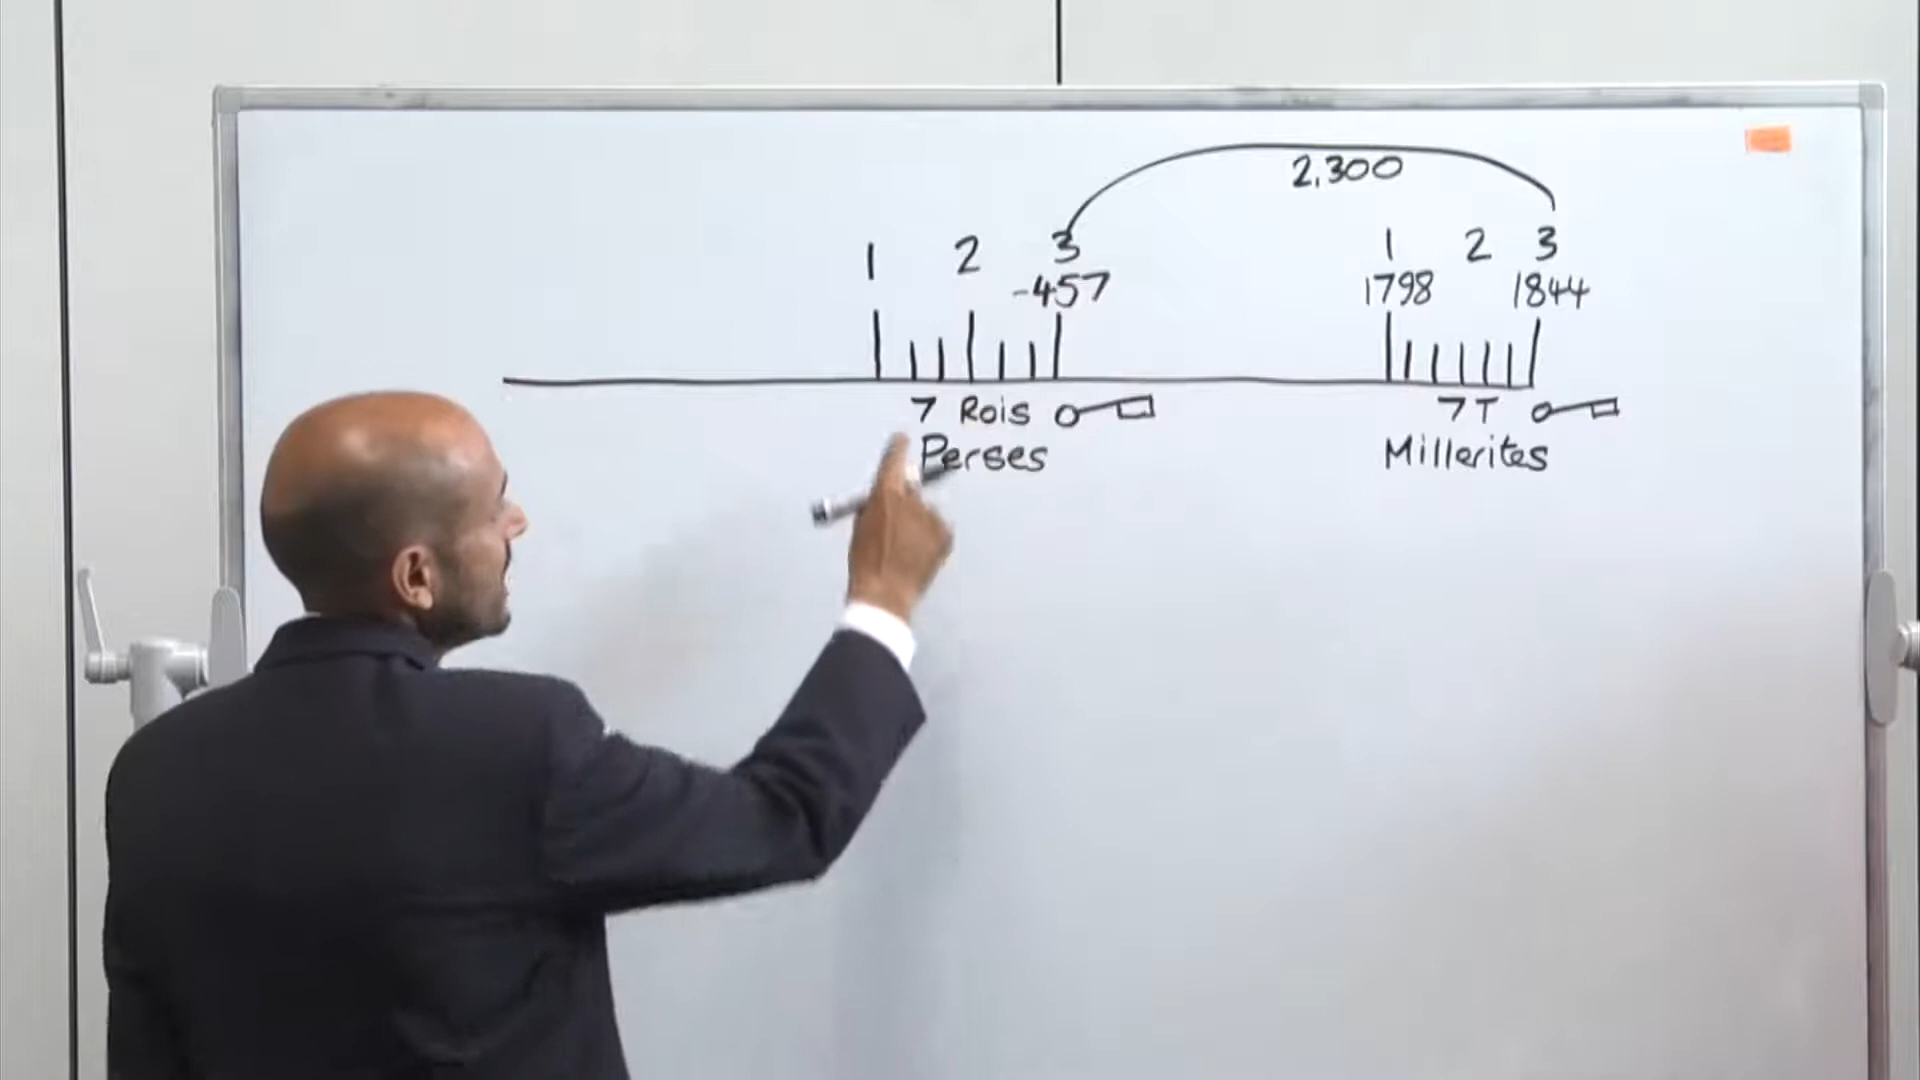 2,300
1 2 3
-457
1 2 3
1798 1844
7 Rois
Perses
7 T
Millerites